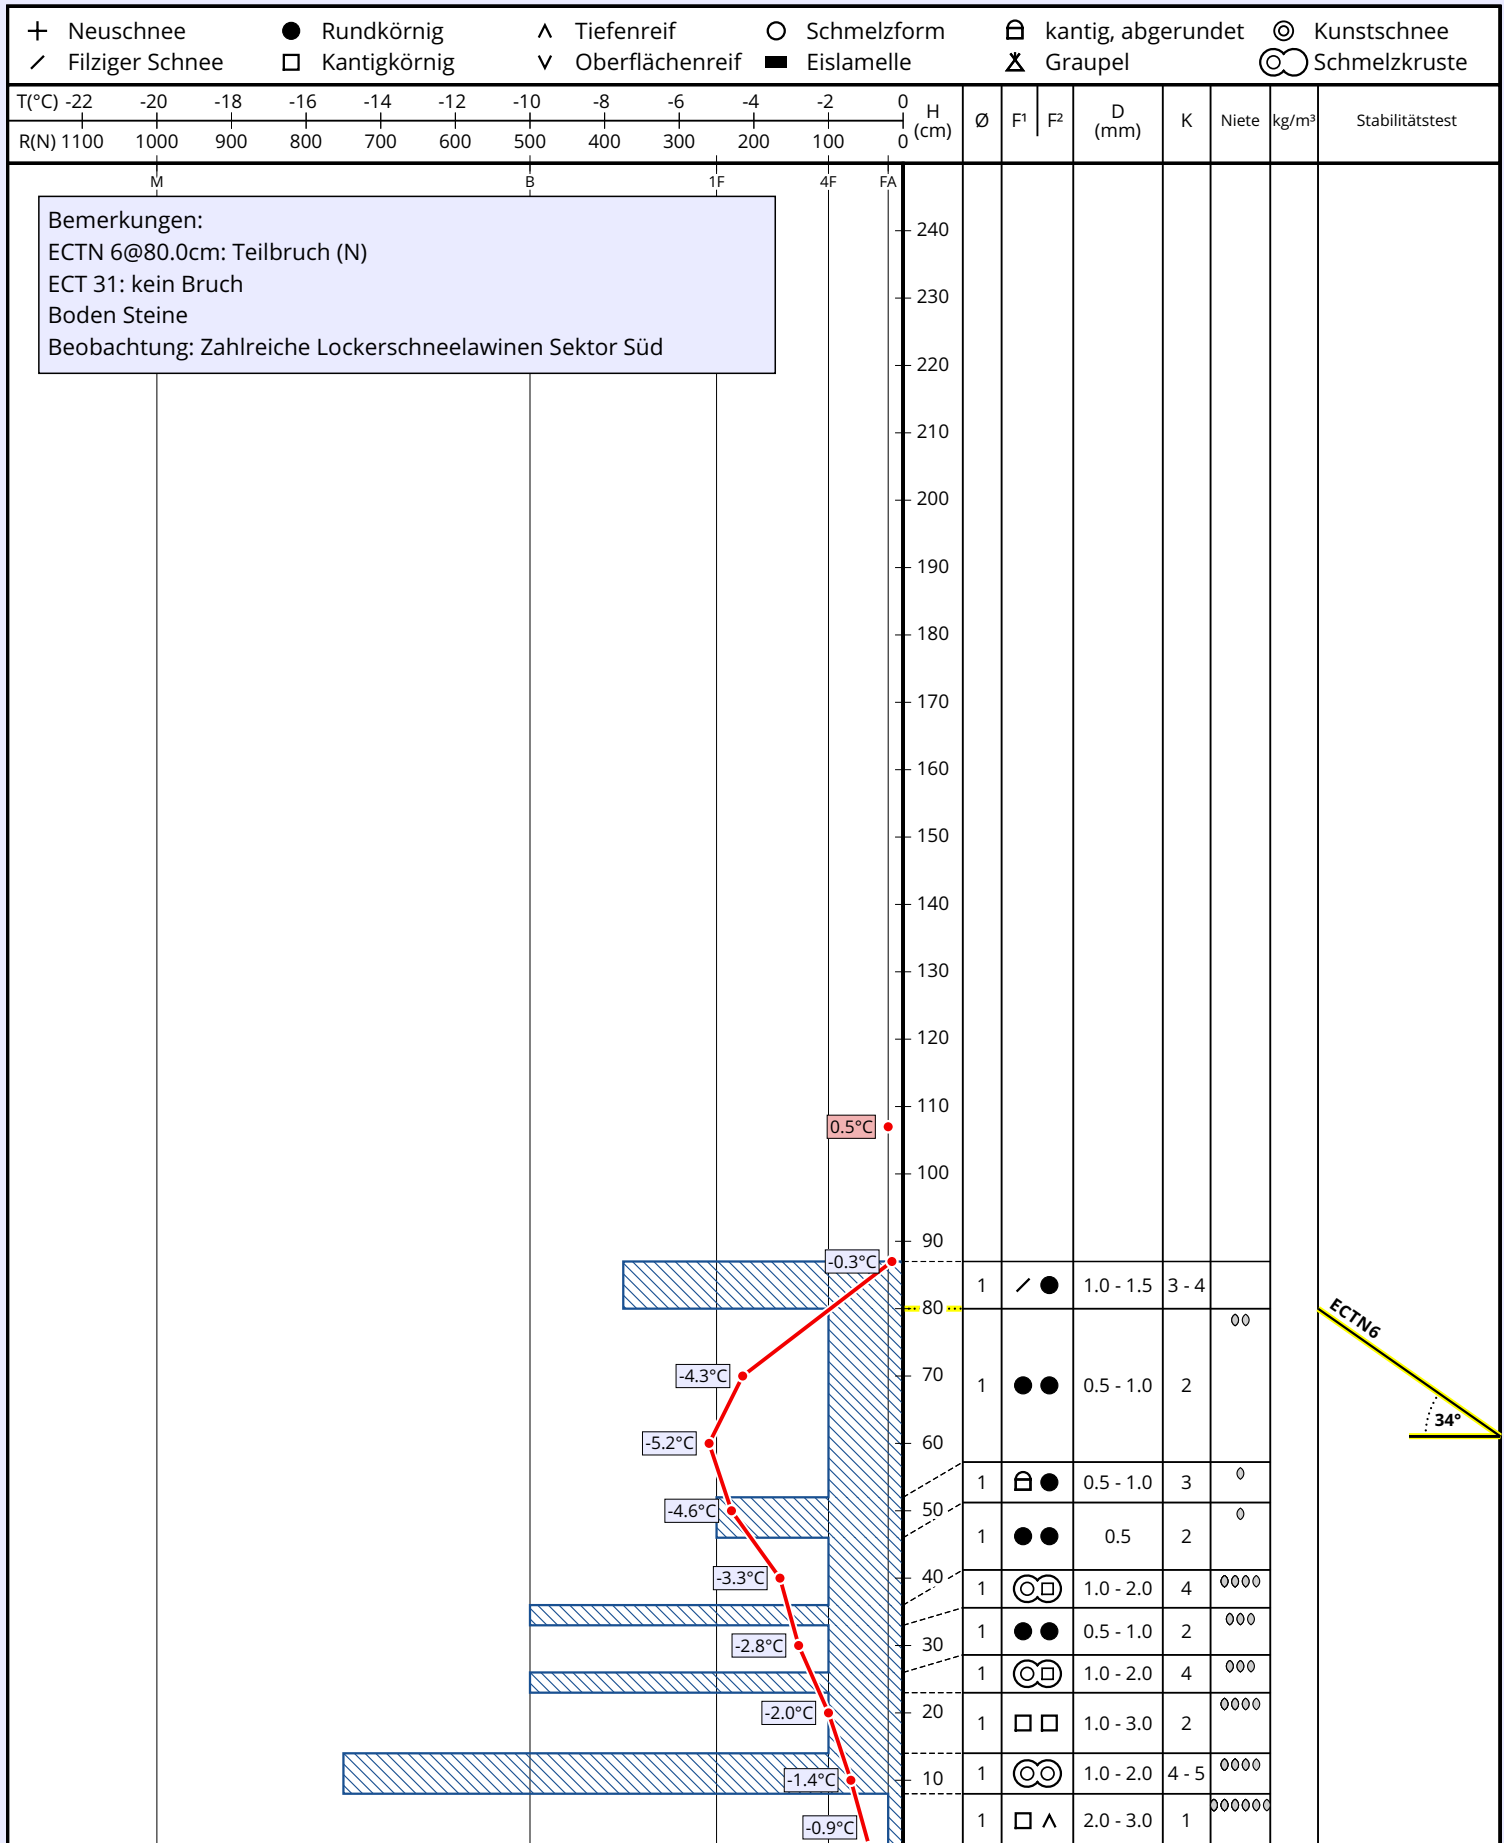 Neuschnee Rundkörnig Tiefenreif Schmelzform kantig, abgerundet Kunstschnee
Filziger Schnee Kantigkörnig Oberflächenreif Eislamelle Graupel Schmelzkruste
T(°C) -22 -20 -18 -16 -14 -12 -10 -8 -6 -4 -2 0
R(N) 1100 1000 900 800 700 600 500 400 300 200 100 0
H (cm) Ø F¹ F² D (mm) K Niete kg/m³ Stabilitätstest
M B 1F 4F FA
Bemerkungen:
ECTN 6@80.0cm: Teilbruch (N)
ECT 31: kein Bruch
Boden Steine
Beobachtung: Zahlreiche Lockerschneelawinen Sektor Süd
240
230
220
210
200
190
180
170
160
150
140
130
120
110
0.5°C
100
90
-0.3°C
1 1.0 - 1.5 3 - 4
80
ECTN6
-4.3°C 70
1 0.5 - 1.0 2
34°
-5.2°C 60
1 0.5 - 1.0 3
-4.6°C 50
1 0.5 2
-3.3°C 40
1 1.0 - 2.0 4
1 0.5 - 1.0 2
-2.8°C 30
1 1.0 - 2.0 4
-2.0°C 20
1 1.0 - 3.0 2
-1.4°C 10
1 1.0 - 2.0 4 - 5
-0.9°C
1 2.0 - 3.0 1